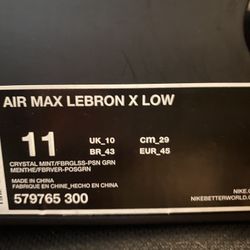 AIR MAX LEBRON X LOW
11 UK_10 cm_29
BR_43 EUR_45
CRYSTAL MINT/FBRGLSS-PSN GRN
MENTHE/FBRVER-POSGRN
MADE IN CHINA
FABRIQUE EN CHINE_HECHO EN CHINA
579765 300
NIKE.
NIKEBETTERWORLD.